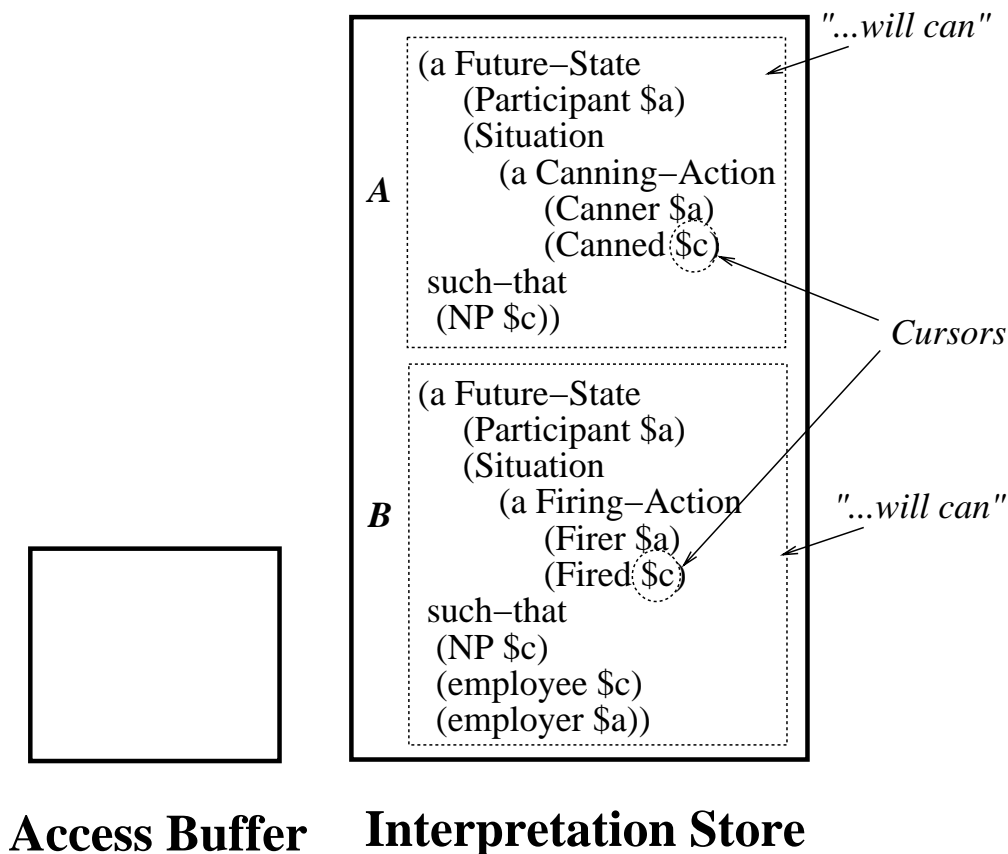 "...will can"
(a Future−State
(Participant $a)
(Situation
(a Canning−Action
A
(Canner $a)
(Canned $c)
such−that
(NP $c))
Cursors
(a Future−State
(Participant $a)
(Situation
(a Firing−Action
B
"...will can"
(Firer $a)
(Fired $c)
such−that
(NP $c)
(employee $c)
(employer $a))
Access Buffer
Interpretation Store